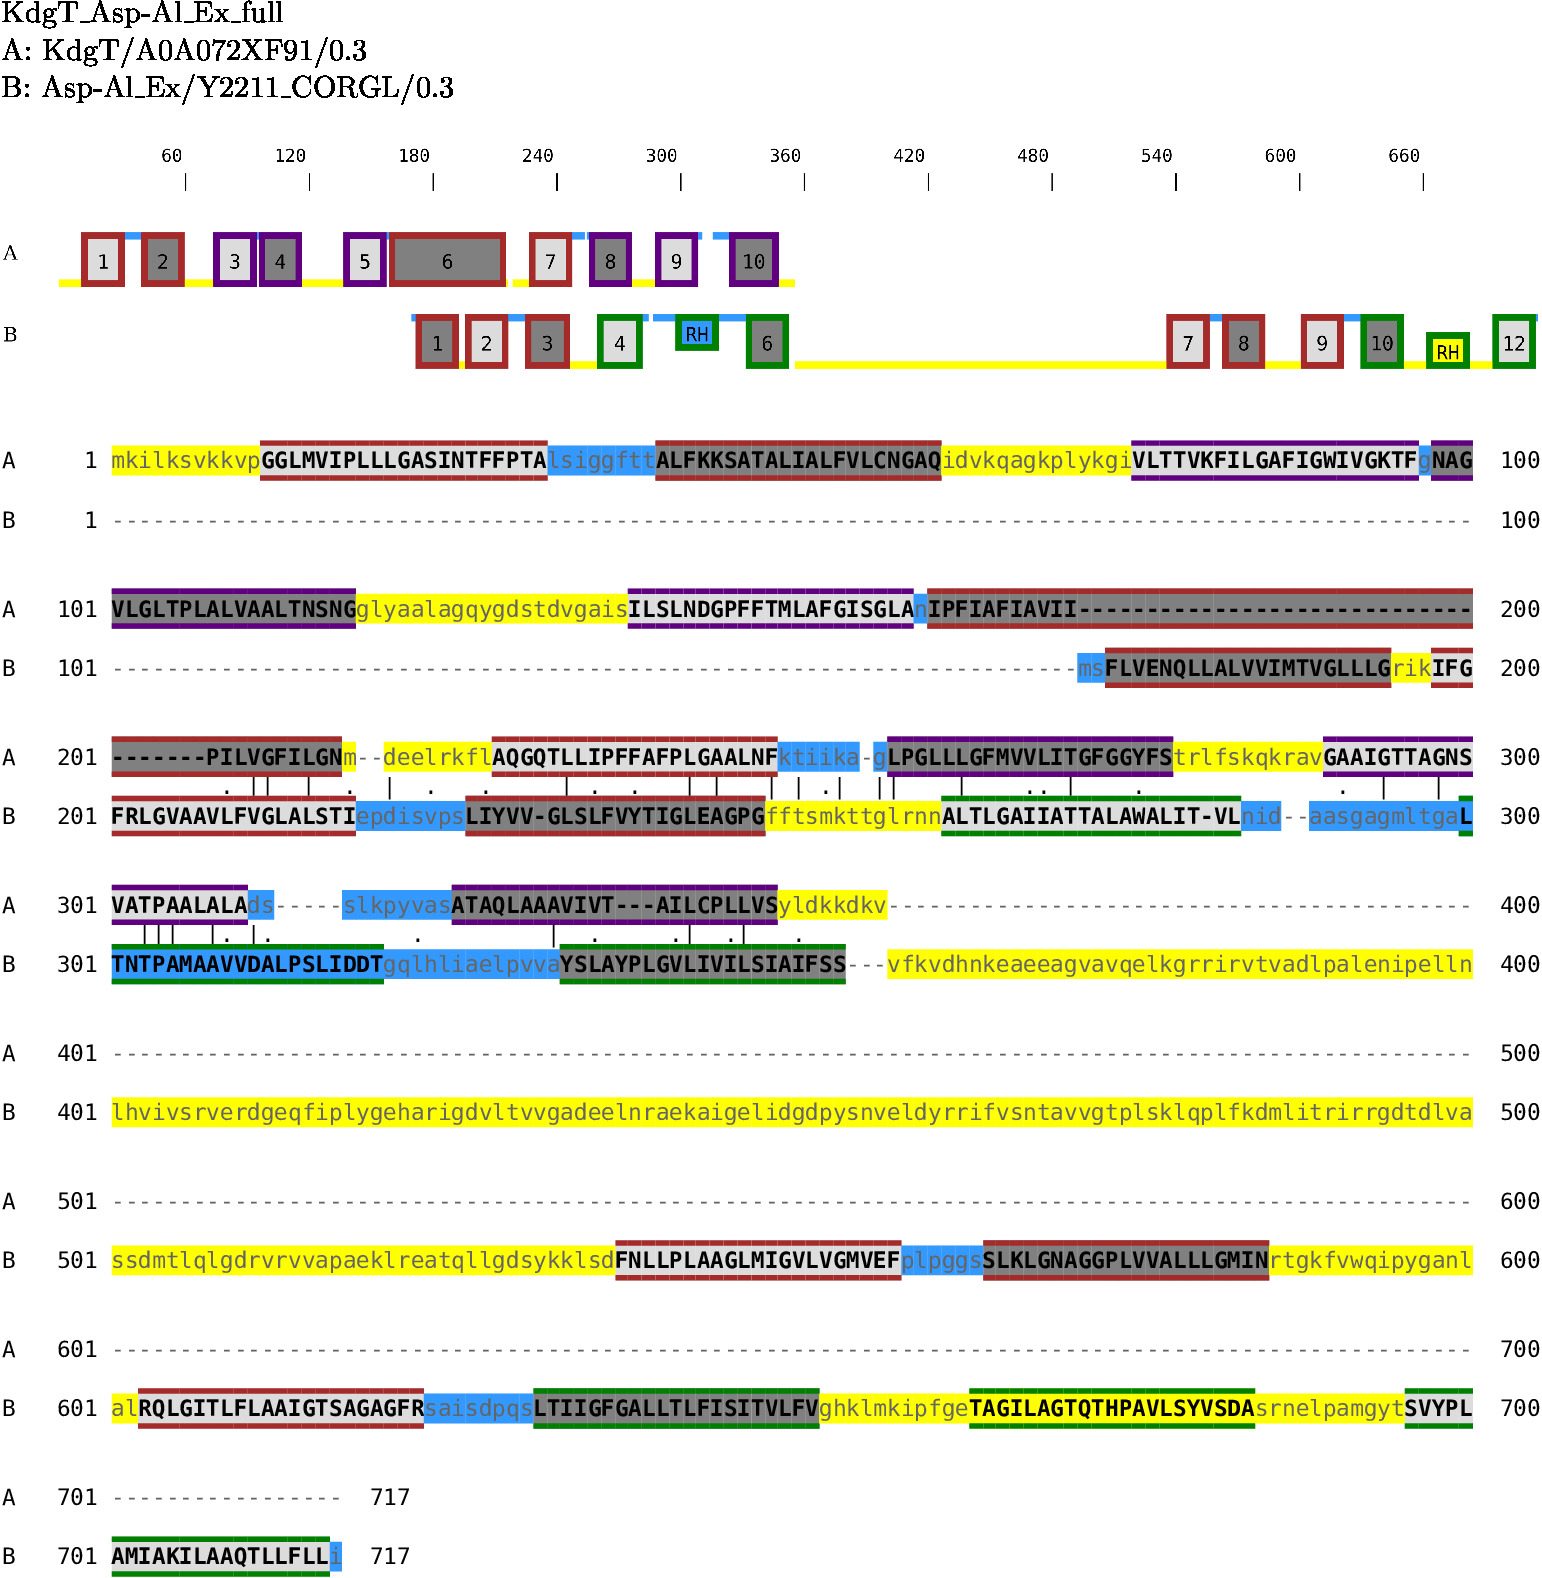 KdgT_Asp-Al_Ex_full
A: KdgT/A0A072XF91/0.3
B: Asp-Al_Ex/Y2211_CORGL/0.3
60 120 180 240 300 360 420 480 540 600 660
A 1 2 3 4 5 6 7 8 9 10
B 1 2 3 4 RH 6 7 8 9 10 RH 12
A 1 mkilksvkkvpGGLMVIPLLLGASINTFFPTAlsiggfttALFKKSATALIALFVLCNGAQidvkqagkplykgiVLTTVKFILGAFIGWIVGKTFgNAG 100
B 1 ---------------------------------------------------------------------------------------------------- 100
A 101 VLGLTPLALVAALTNSNGglyaalagqygdstdvgaisILSLNDGPFFTMLAFGISGLAnIPFIAFIAVII----------------------------- 200
B 101 -----------------------------------------------------------------------msFLVENQLLALVVIMTVGLLLGrikIFG 200
A 201 -------PILVGFILGNm--deelrkflAQGQTLLIPFFAFPLGAALNFktiika-gLPGLLLGFMVVLITGFGGYFStrlfskqkravGAAIGTTAGNS 300
B 201 FRLGVAAVLFVGLALSTIepdisvpsLIYVV-GLSLFVYTIGLEAGPGfftsmkttglrnnALTLGAIIATTALAWALIT-VLnid--aasgagmltgaL 300
A 301 VATPAALALAds-----slkpyvasATAQLAAAVIVT---AILCPLLVSyldkkdkv------------------------------------------- 400
B 301 TNTPAMAAVVDALPSLIDDTgqlhliaelpvvaYSLAYPLGVLIVILSIAIFSS---vfkvdhnkeaeeagvavqelkgrrirvtvadlpalenipelln 400
A 401 ---------------------------------------------------------------------------------------------------- 500
B 401 lhvivsrverdgeqfiplygeharigdvltvvgadeelnraekaigelidgdpysnveldyrrifvsntavvgtplsklqplfkdmlitrirrgdtdlva 500
A 501 ---------------------------------------------------------------------------------------------------- 600
B 501 ssdmtlqlgdrvrvvapaeklreatqllgdsykklsdFNLLPLAAGLMIGVLVGMVEFplpggsSLKLGNAGGPLVVALLLGMINrtgkfvwqipyganl 600
A 601 ---------------------------------------------------------------------------------------------------- 700
B 601 alRQLGITLFLAAIGTSAGAGFRsaisdpqsLTIIGFGALLTLFISITVLFVghklmkipfgeTAGILAGTQTHPAVLSYVSDAsrnelpamgytSVYPL 700
A 701 ----------------- 717
B 701 AMIAKILAAQTLLFLLi 717